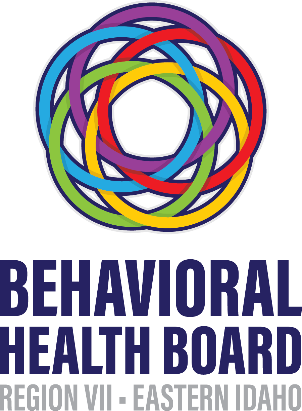 BEHAVIORAL
HEALTH BOARD
REGION VII - EASTERN IDAHO